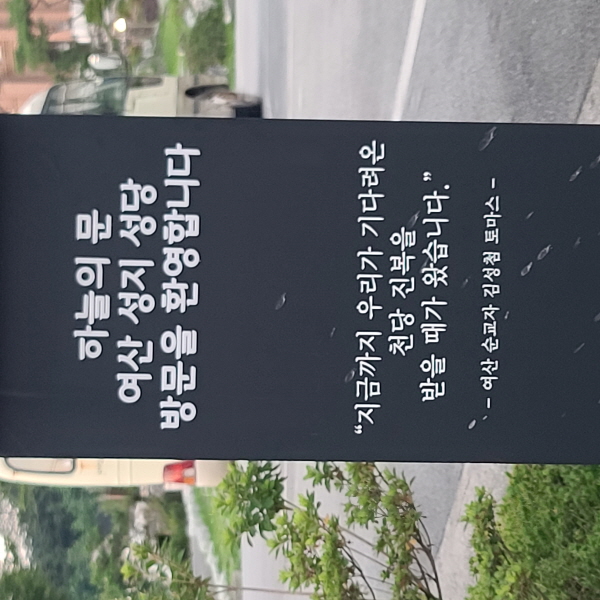 하늘의 문
여산 성지 성당
방문을 환영합니다
“지금까지 우리가 기다려온
천당 진복을
받을 때가 왔습니다.”
- 여산 순교자 김성첨 토마스 -